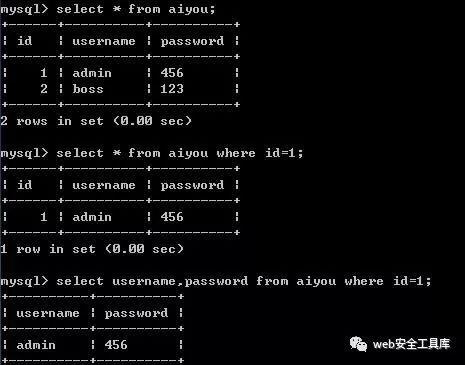 mysql> select * from aiyou;
+------+----------+----------+
¦ id   ¦ username ¦ password ¦
+------+----------+----------+
¦    1 ¦ admin    ¦ 456      ¦
¦    2 ¦ boss     ¦ 123      ¦
+------+----------+----------+
2 rows in set (0.00 sec)
mysql> select * from aiyou where id=1;
+------+----------+----------+
¦ id   ¦ username ¦ password ¦
+------+----------+----------+
¦    1 ¦ admin    ¦ 456      ¦
+------+----------+----------+
1 row in set (0.00 sec)
mysql> select username,password from aiyou where id=1;
+----------+----------+
¦ username ¦ password ¦
+----------+----------+
¦ admin    ¦ 456      ¦
+----------+----------+
web安全工具库